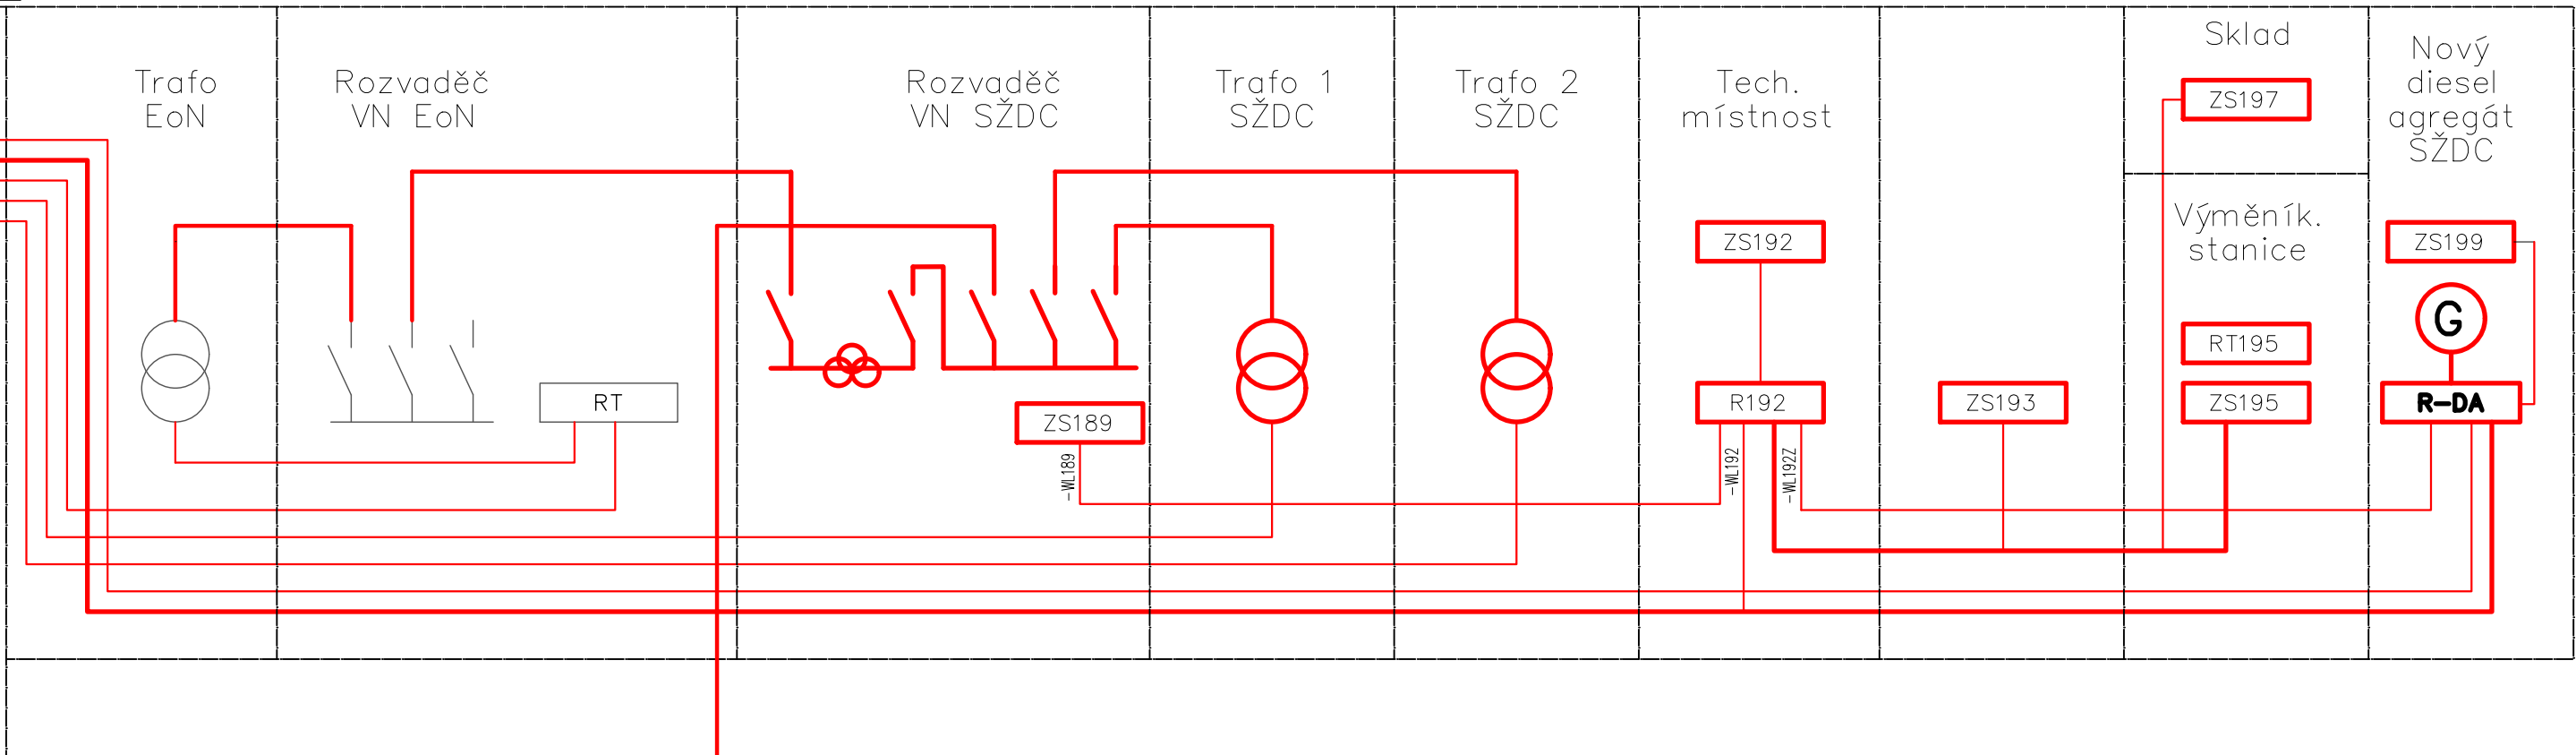 Trafo
EoN
Rozvaděč
VN EoN
Rozvaděč
VN SŽDC
Trafo 1
SŽDC
Trafo 2
SŽDC
Tech.
místnost
Sklad
ZS197
Nový
diesel
agregát
SŽDC
Výměník.
stanice
ZS192
ZS199
G
RT195
RT
ZS189
R192
ZS193
ZS195
R-DA
-WL189
-WL192
-WL192Z